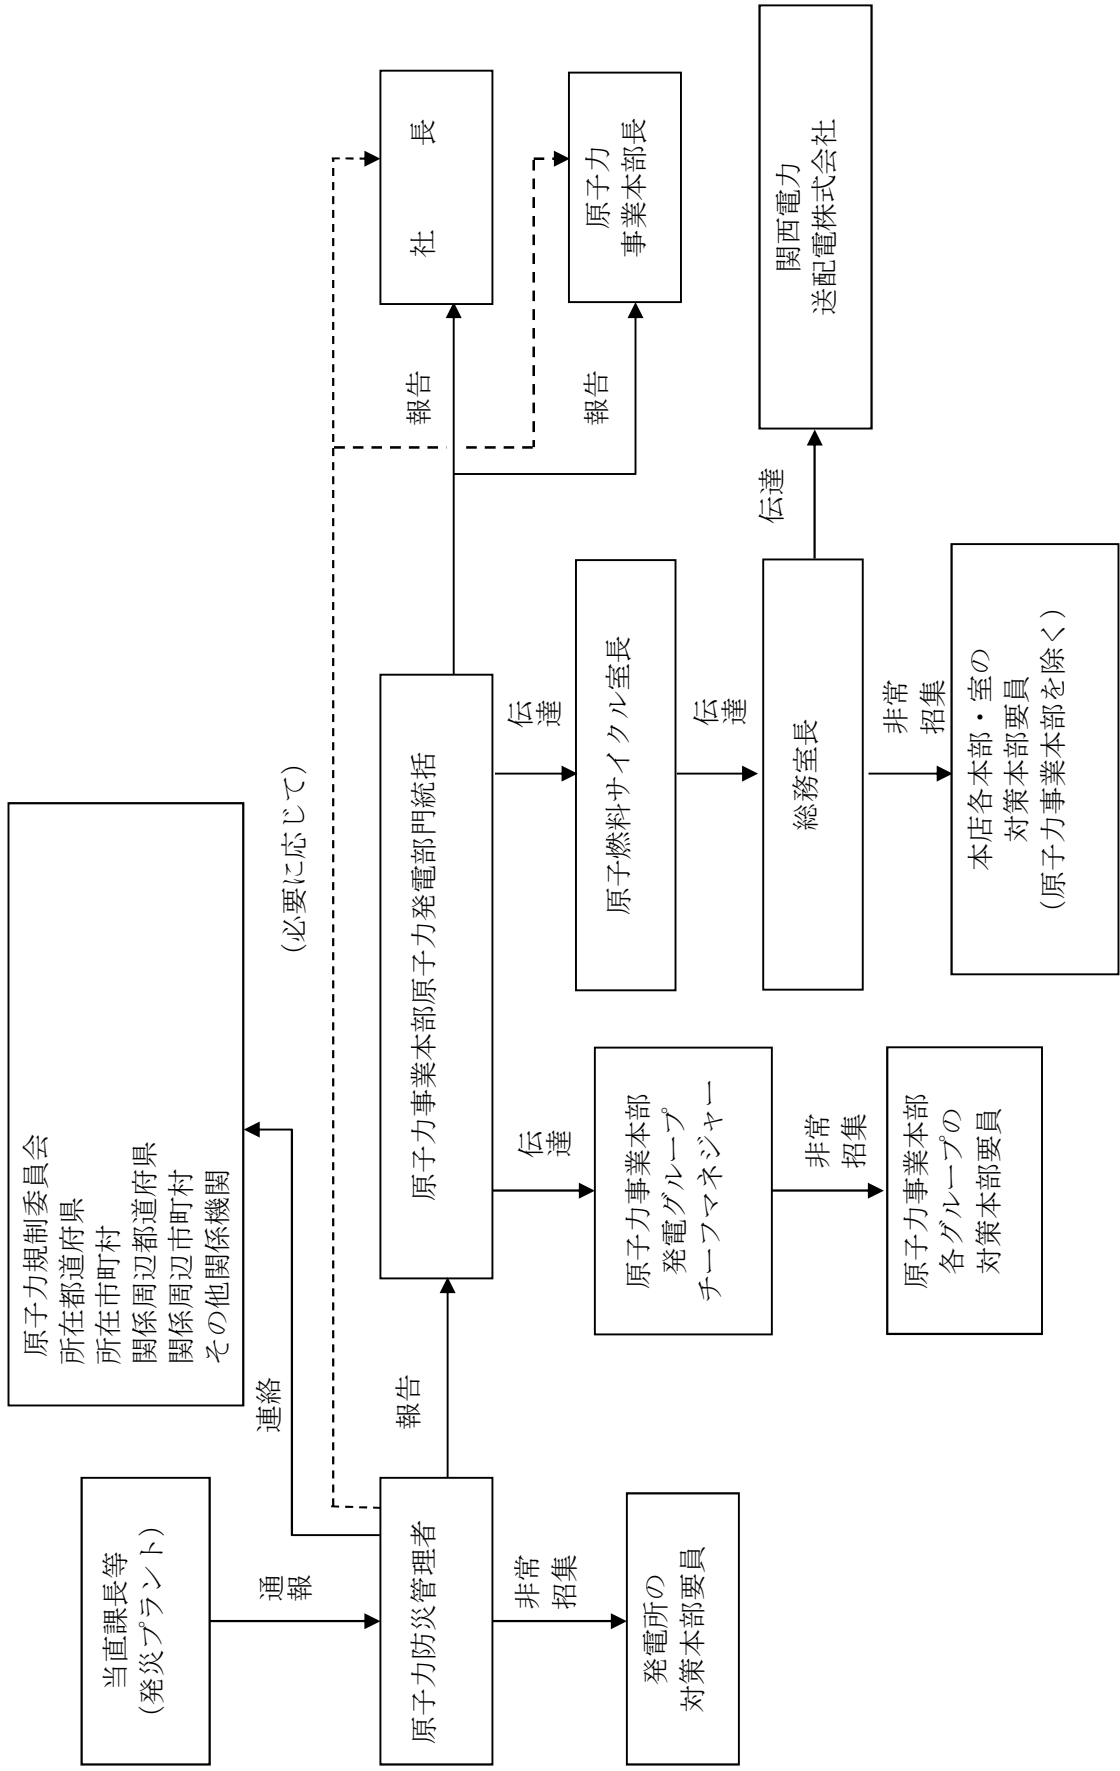 当直課長等
(発災プラント)
通
報
原子力防災管理者
非常
招集
発電所の
対策本部要員
連絡
原子力規制委員会
所在都道府県
所在市町村
関係周辺都道府県
関係周辺市町村
その他関係機関
(必要に応じて)
報告
原子力事業本部原子力発電部門統括
伝
達
原子力事業本部
発電グループ
チーフマネジャー
非常
招集
原子力事業本部
各グループの
対策本部要員
伝
達
原子燃料サイクル室長
伝
達
総務室長
非常
招集
本店各本部・室の
対策本部要員
(原子力事業本部を除く)
伝達
関西電力
送配電株式会社
報告
社　　長
報告
原子力
事業本部長